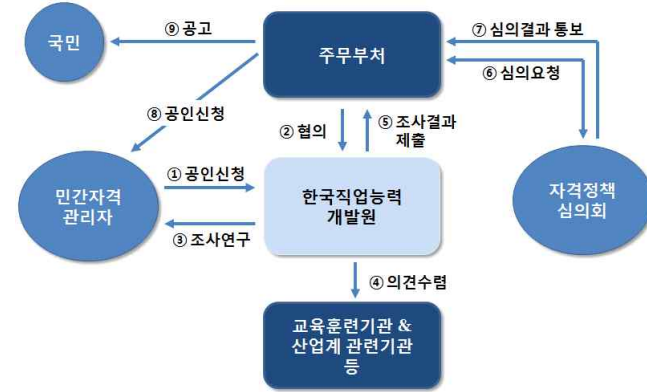 ⑨ 공고
국민
주무부처
⑦ 심의결과 통보
⑥ 심의요청
⑧ 공인신청
② 협의
⑤ 조사결과
제출
① 공인신청
민간자격
관리자
한국직업능력
개발원
자격정책
심의회
③ 조사연구
④ 의견수렴
교육훈련기관 &
산업계 관련기관
등